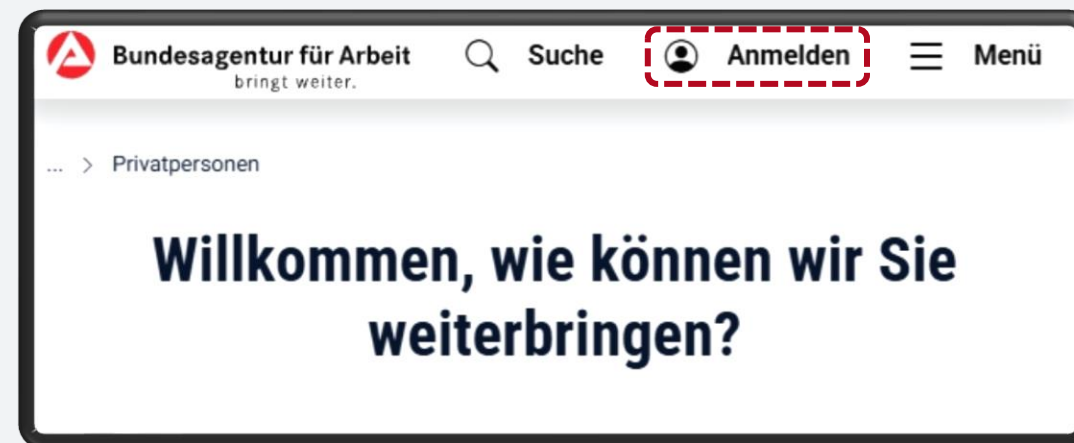 Bundesagentur für Arbeit
bringt weiter.
Suche
Anmelden
Menü
... > Privatpersonen
Willkommen, wie können wir Sie
weiterbringen?